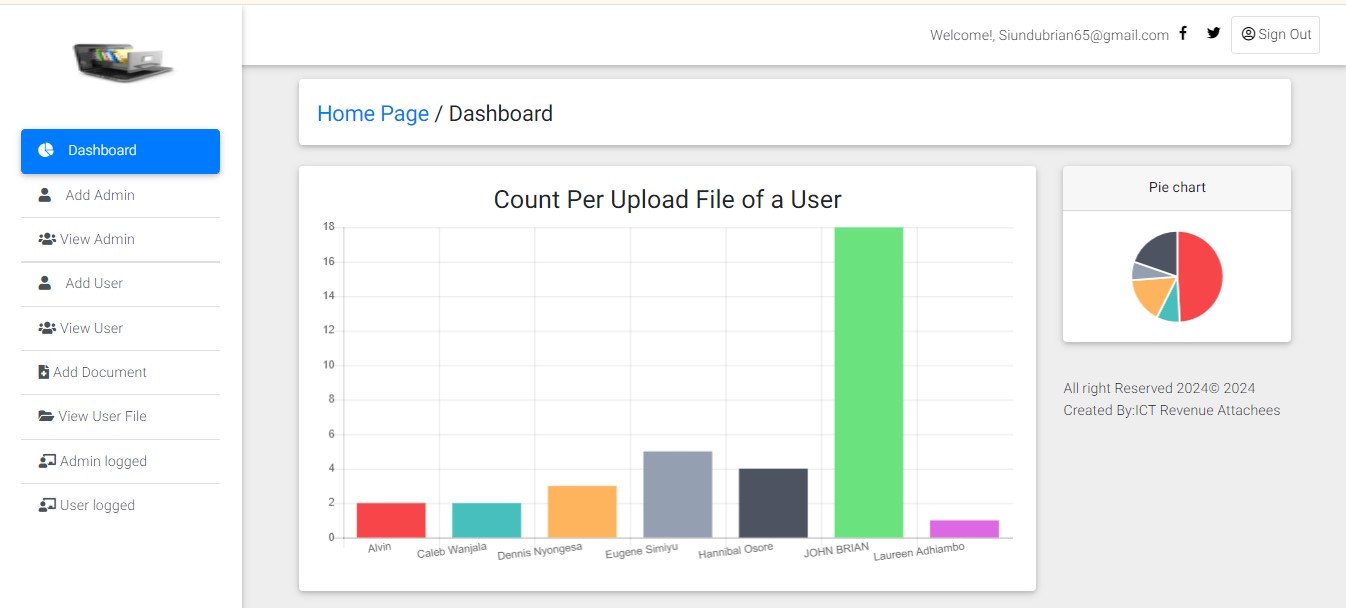 Welcome!, Siundubrian65@gmail.com Sign Out
Home Page / Dashboard
Dashboard
Add Admin
View Admin
Add User
View User
Add Document
View User File
Admin logged
User logged
Count Per Upload File of a User
18
16
14
12
10
8
6
4
2
0
Alvin
Caleb Wanjala
Dennis Nyongesa
Eugene Simiyu
Hannibal Osore
JOHN BRIAN
Laureen Adhiambo
Pie chart
All right Reserved 2024© 2024
Created By:ICT Revenue Attachees